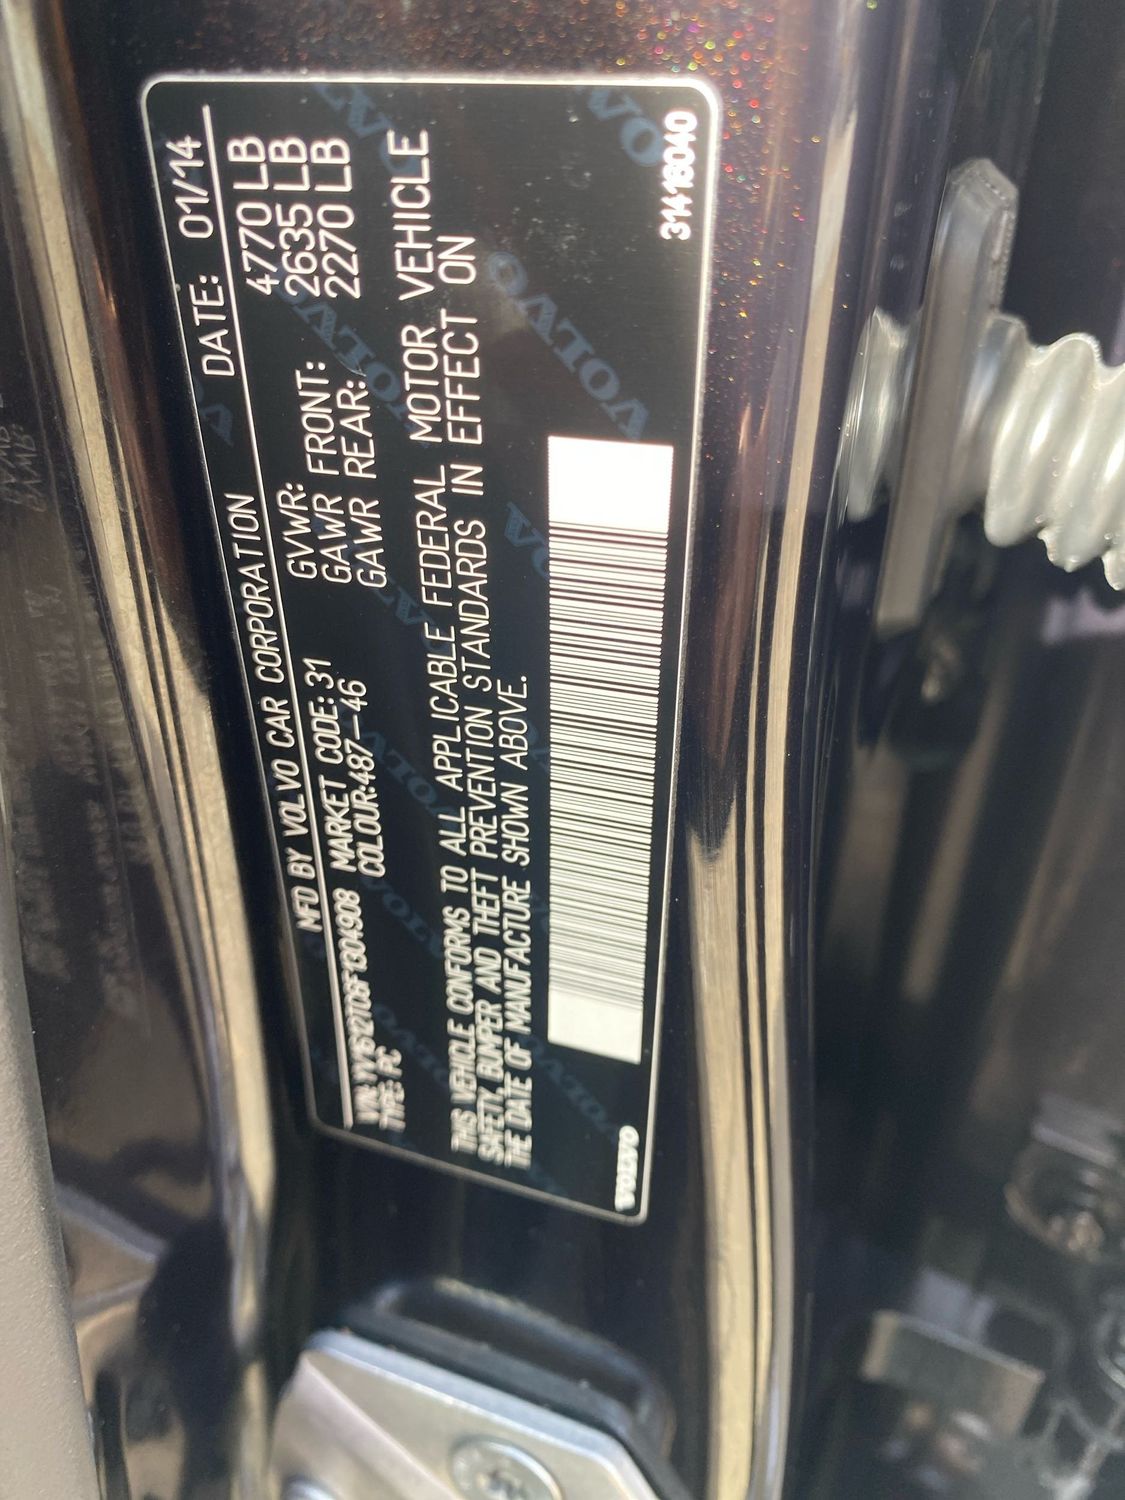 MFD BY VOLVO CAR CORPORATION DATE: 01/14
MARKET CODE: 31 GVWR: 4770 LB
TYPE: PC COLOUR:487-46 GAWR FRONT: 2635 LB
GAWR REAR: 2270 LB
THIS VEHICLE CONFORMS TO ALL APPLICABLE FEDERAL MOTOR VEHICLE
SAFETY, BUMPER AND THEFT PREVENTION STANDARDS IN EFFECT ON
THE DATE OF MANUFACTURE SHOWN ABOVE.
VOLVO 31416040